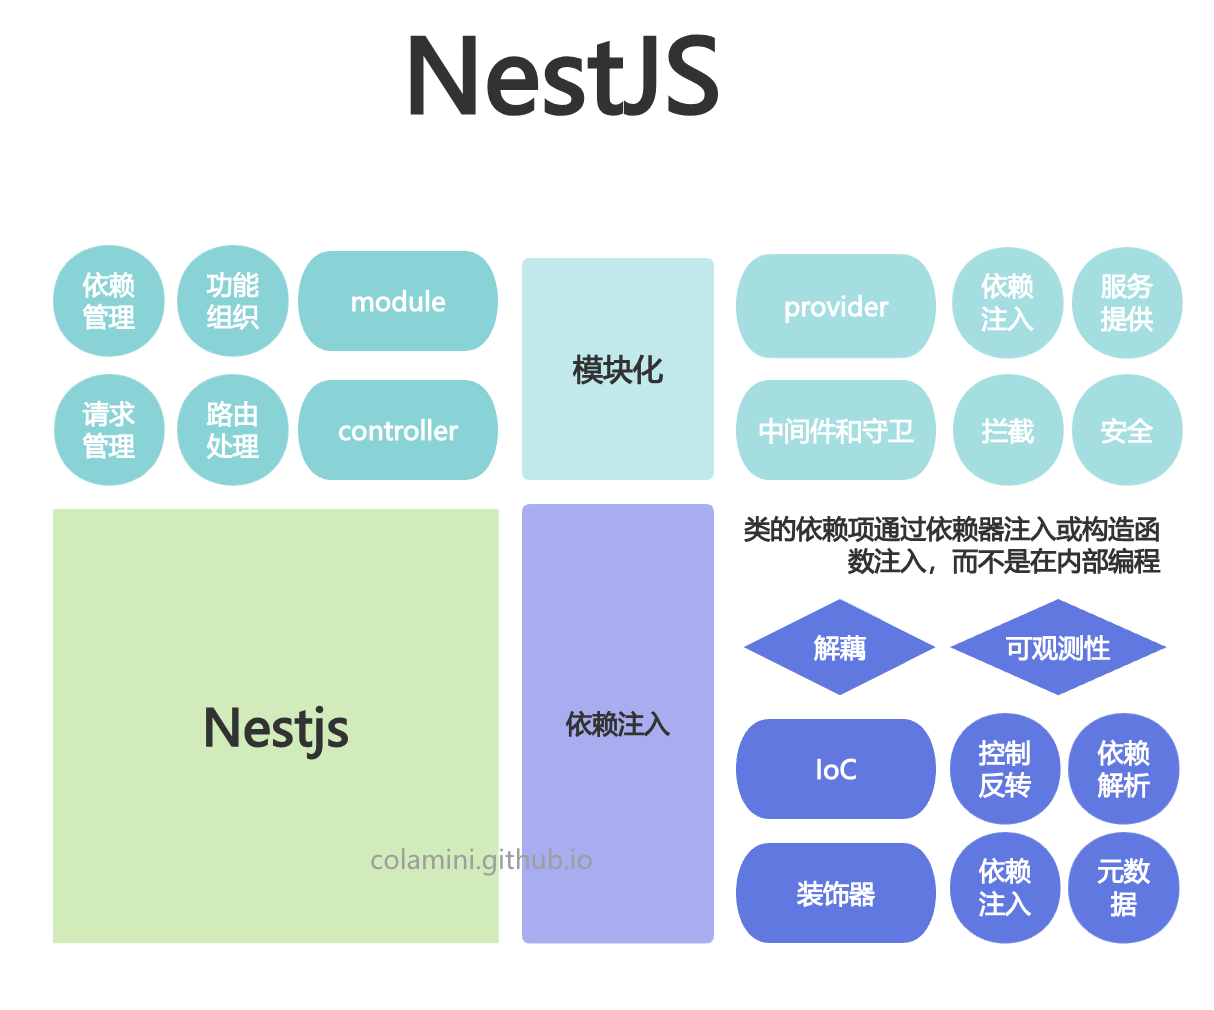 NestJS
依赖
管理
功能
组织
module
模块化
provider
依赖
注入
服务
提供
请求
管理
路由
处理
controller
中间件和守卫
拦截
安全
Nestjs
依赖注入
类的依赖项通过依赖器注入或构造函
数注入，而不是在内部编程
解藕
可观测性
IoC
控制
反转
依赖
解析
装饰器
依赖
注入
元数
据
colamini.github.io